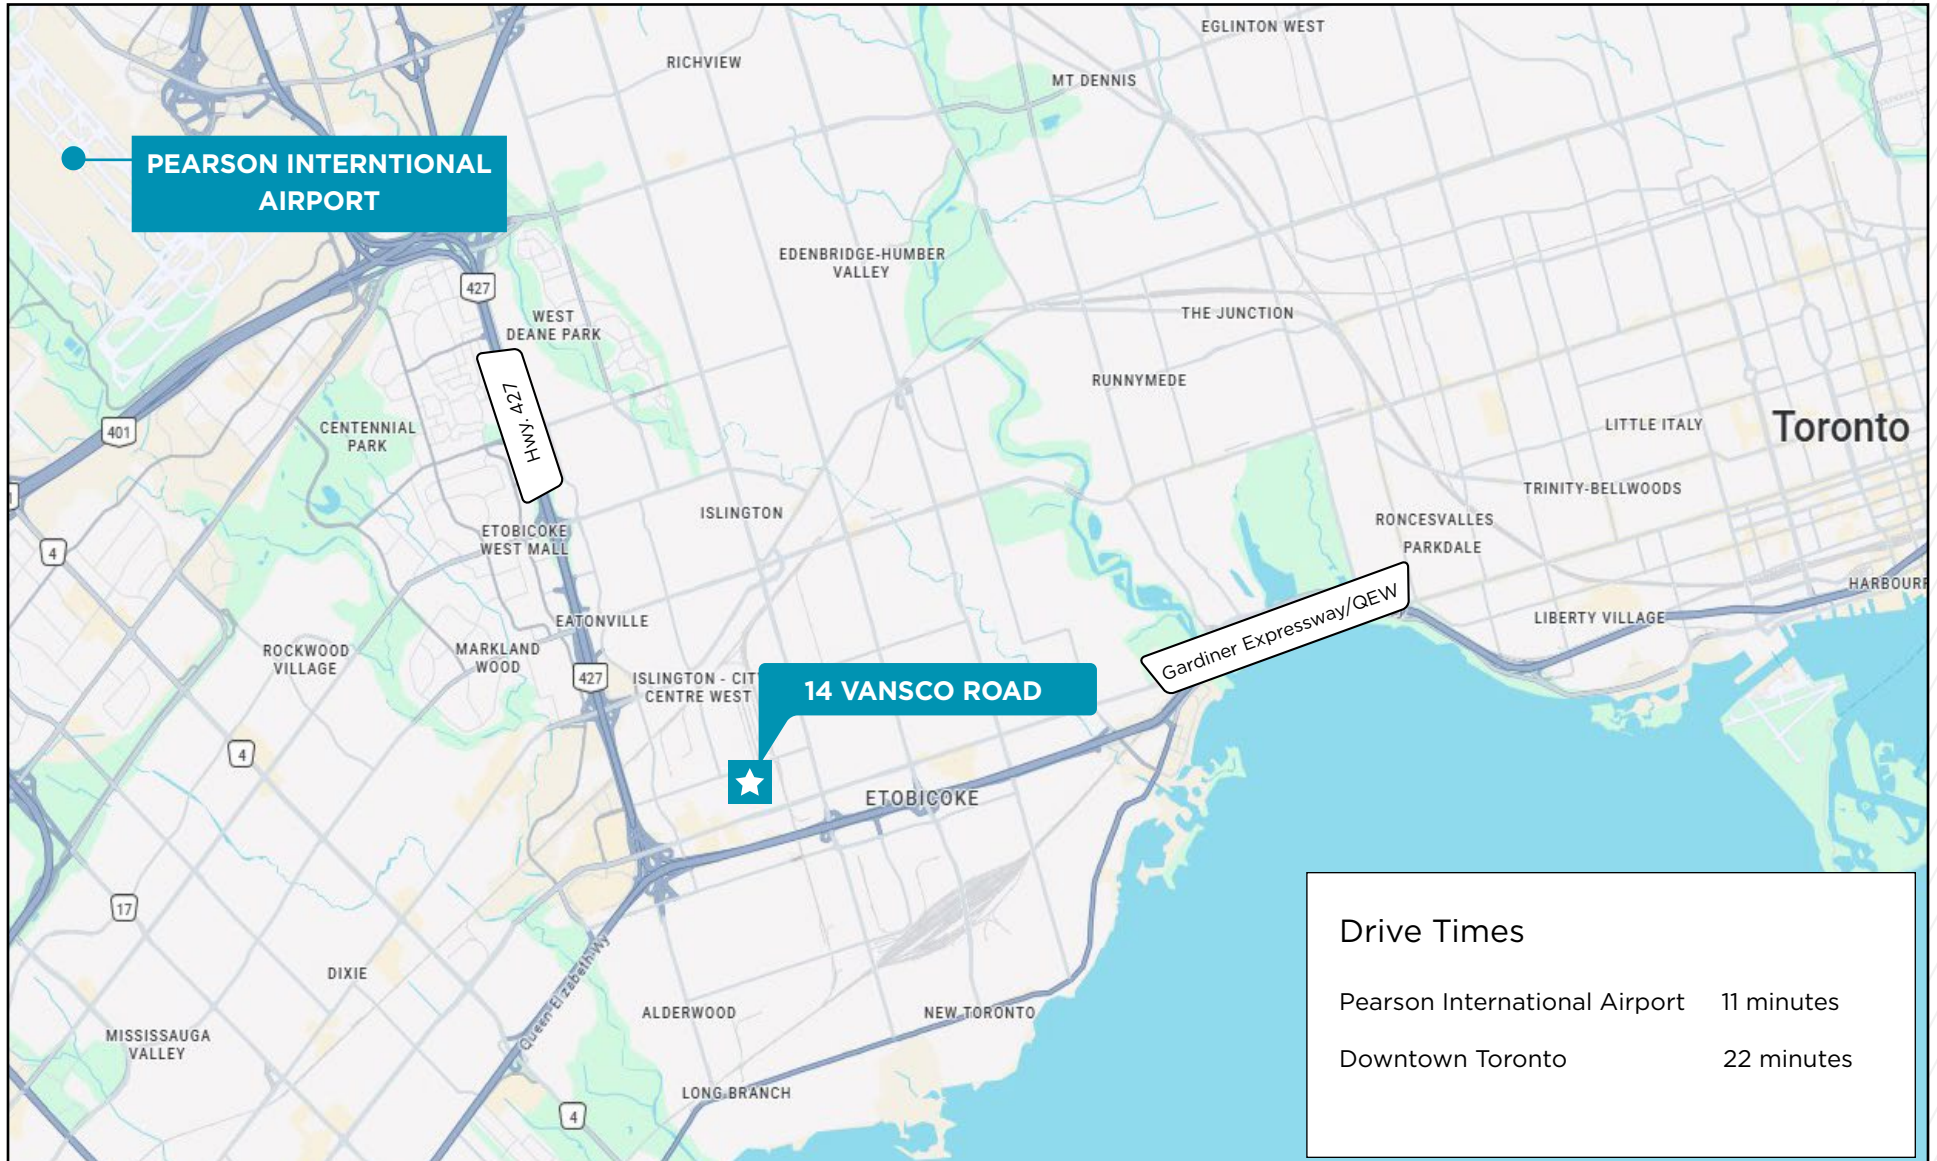 EGLINTON WEST
RICHVIEW
MT DENNIS
PEARSON INTERNTIONAL
AIRPORT
EDENBRIDGE-HUMBER
VALLEY
427
WEST
DEANE PARK
THE JUNCTION
Hwy. 427
RUNNYMEDE
401
CENTENNIAL
PARK
LITTLE ITALY
Toronto
TRINITY-BELLWOODS
ISLINGTON
RONCESVALLES
PARKDALE
ETOBICOKE
WEST MALL
4
HARBOURF
Gardiner Expressway/QEW
LIBERTY VILLAGE
EATONVILLE
ROCKWOOD
VILLAGE
MARKLAND
WOOD
427
ISLINGTON - CIT
CENTRE WEST
14 VANSCO ROAD
4
ETOBICOKE
17
Queen Elizabeth Wy
DIXIE
ALDERWOOD
NEW TORONTO
MISSISSAUGA
VALLEY
LONG BRANCH
4
Drive Times
Pearson International Airport 11 minutes
Downtown Toronto 22 minutes